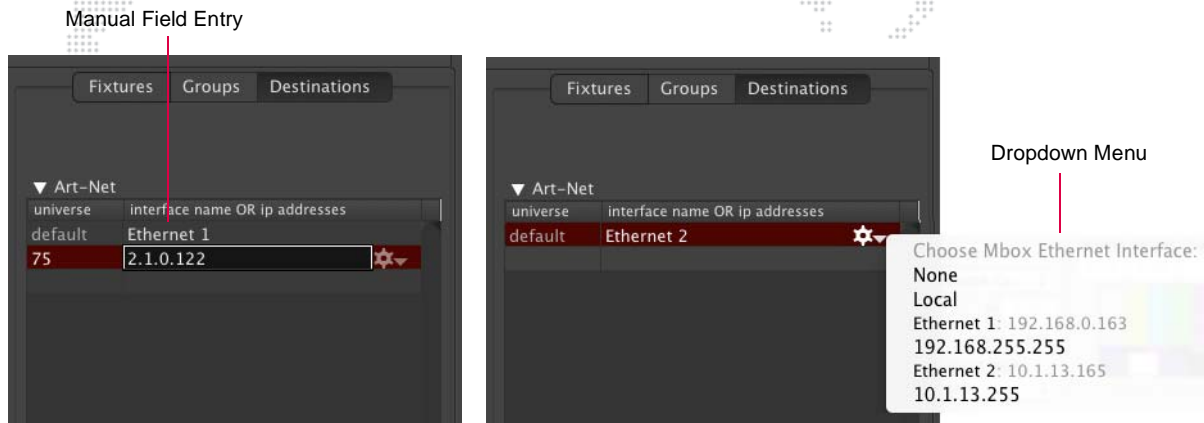 Manual Field Entry
Fixtures Groups Destinations
▼ Art-Net
universe interface name OR ip addresses
default Ethernet 1
75 2.1.0.122
Fixtures Groups Destinations
▼ Art-Net
universe interface name OR ip addresses
default Ethernet 2
Dropdown Menu
Choose Mbox Ethernet Interface:
None
Local
Ethernet 1: 192.168.0.163
192.168.255.255
Ethernet 2: 10.1.13.165
10.1.13.255